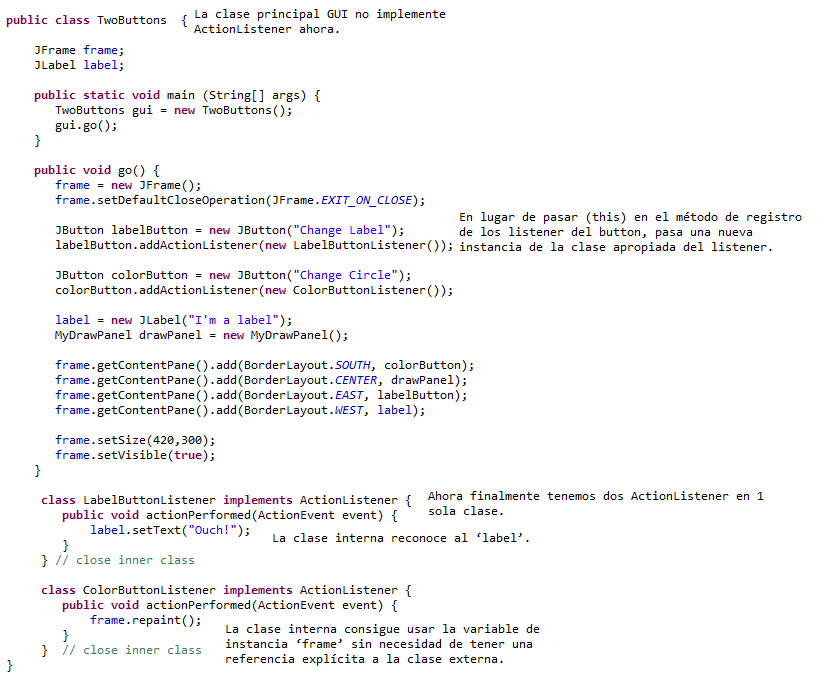 public class TwoButtons {
La clase principal GUI no implemente
ActionListener ahora.
JFrame frame;
JLabel label;
public static void main (String[] args) {
TwoButtons gui = new TwoButtons();
gui.go();
}
public void go() {
frame = new JFrame();
frame.setDefaultCloseOperation(JFrame.EXIT_ON_CLOSE);
JButton labelButton = new JButton("Change Label");
labelButton.addActionListener(new LabelButtonListener());
En lugar de pasar (this) en el método de registro
de los listener del button, pasa una nueva
instancia de la clase apropiada del listener.
JButton colorButton = new JButton("Change Circle");
colorButton.addActionListener(new ColorButtonListener());
label = new JLabel("I'm a label");
MyDrawPanel drawPanel = new MyDrawPanel();
frame.getContentPane().add(BorderLayout.SOUTH, colorButton);
frame.getContentPane().add(BorderLayout.CENTER, drawPanel);
frame.getContentPane().add(BorderLayout.EAST, labelButton);
frame.getContentPane().add(BorderLayout.WEST, label);
frame.setSize(420,300);
frame.setVisible(true);
}
class LabelButtonListener implements ActionListener {
Ahora finalmente tenemos dos ActionListener en 1
sola clase.
public void actionPerformed(ActionEvent event) {
label.setText("Ouch!");
La clase interna reconoce al ‘label’.
}
} // close inner class
class ColorButtonListener implements ActionListener {
public void actionPerformed(ActionEvent event) {
frame.repaint();
}
} // close inner class
La clase interna consigue usar la variable de
instancia ‘frame’ sin necesidad de tener una
referencia explícita a la clase externa.
}